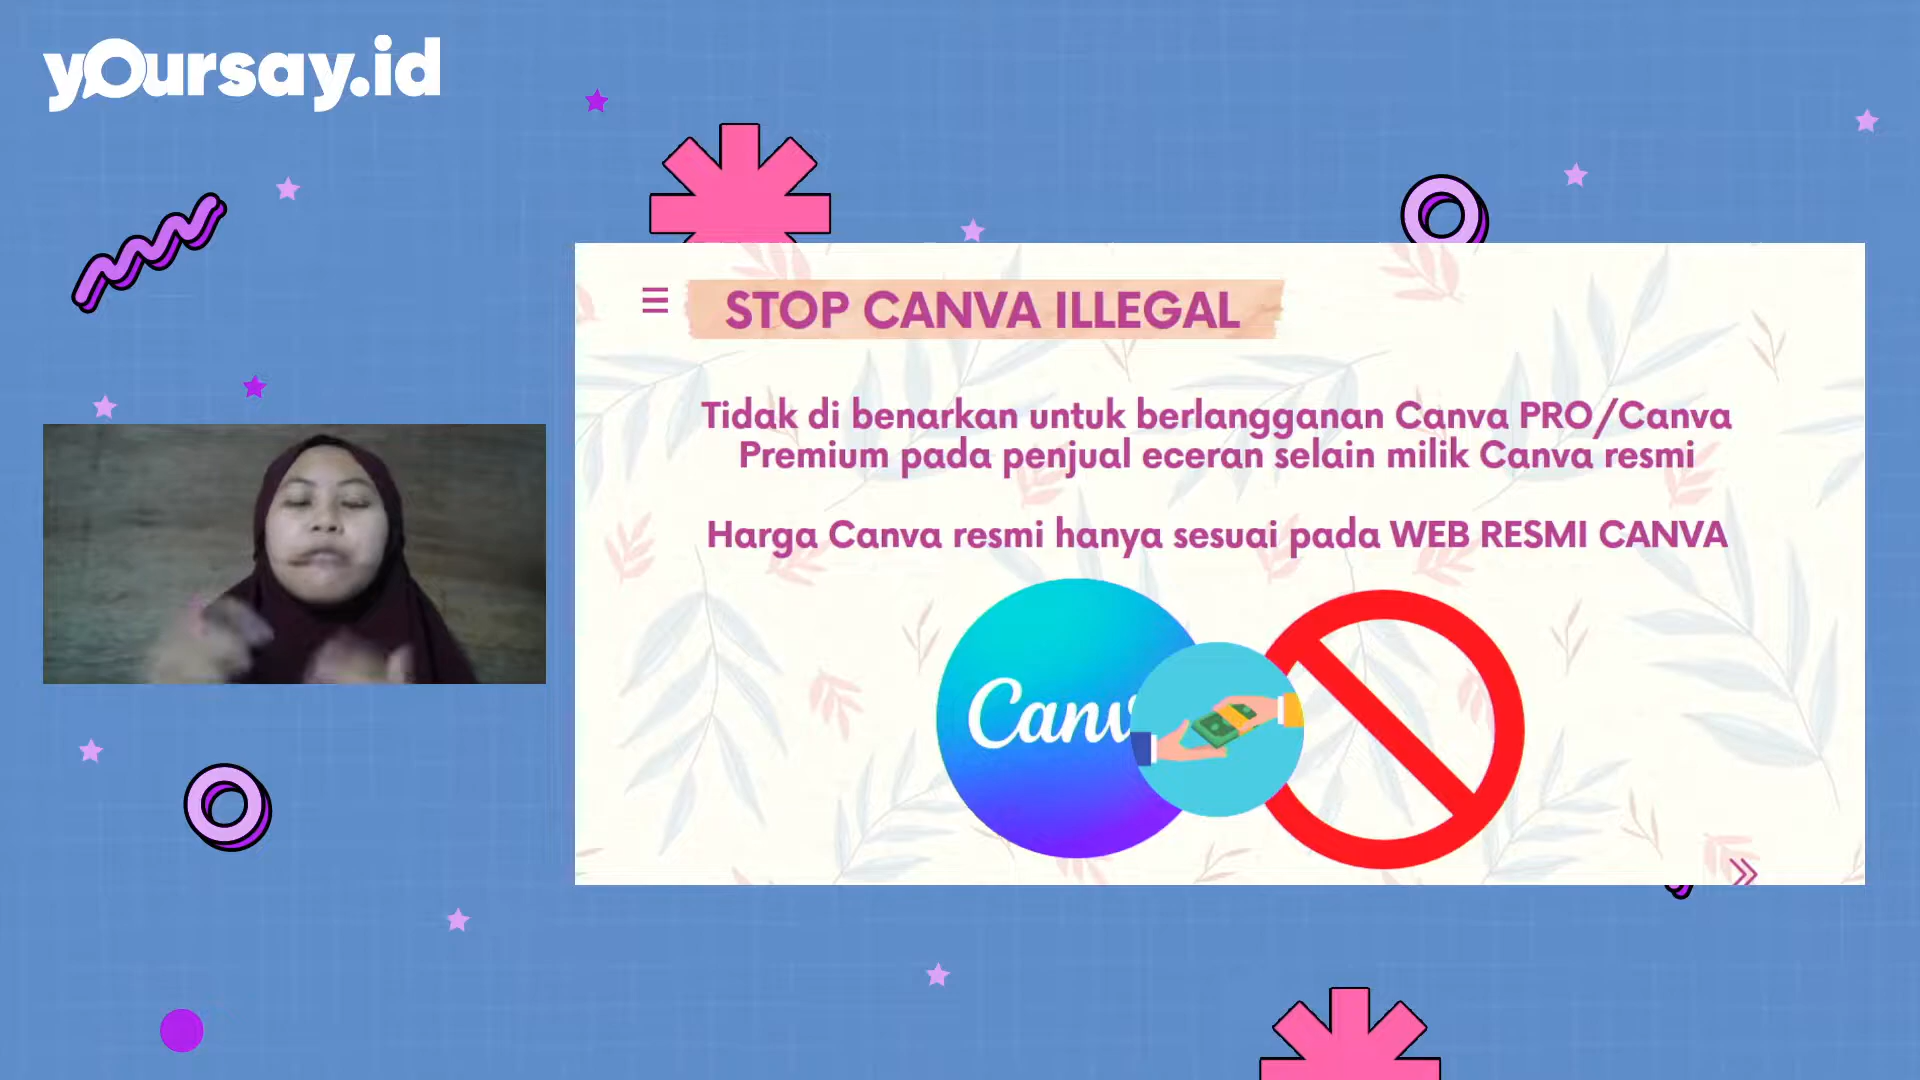 yoursay.id
STOP CANVA ILLEGAL
Tidak di benarkan untuk berlangganan Canva PRO/Canva
Premium pada penjual eceran selain milik Canva resmi
Harga Canva resmi hanya sesuai pada WEB RESMI CANVA
Canv